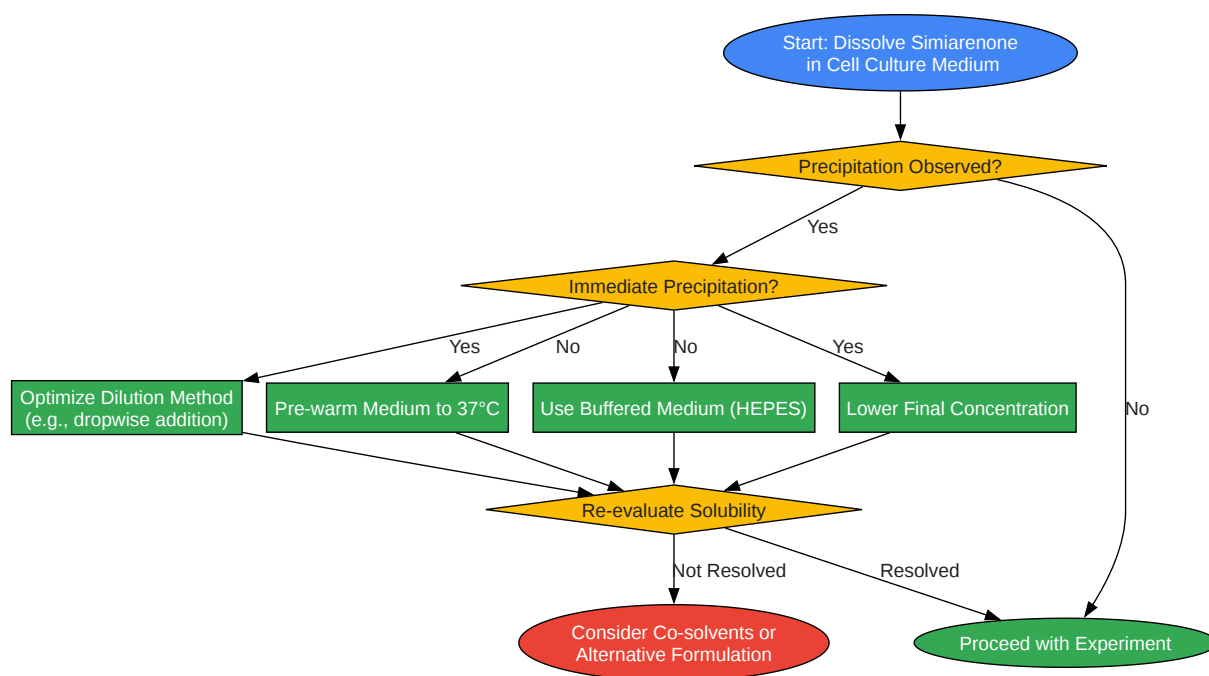 Start: Dissolve Simiarenone
in Cell Culture Medium
Precipitation Observed?
Yes
Immediate Precipitation?
Yes
No
No
Yes
Optimize Dilution Method
(e.g., dropwise addition)
Pre-warm Medium to 37°C
Use Buffered Medium (HEPES)
Lower Final Concentration
No
Re-evaluate Solubility
Not Resolved
Resolved
Consider Co-solvents or
Alternative Formulation
Proceed with Experiment